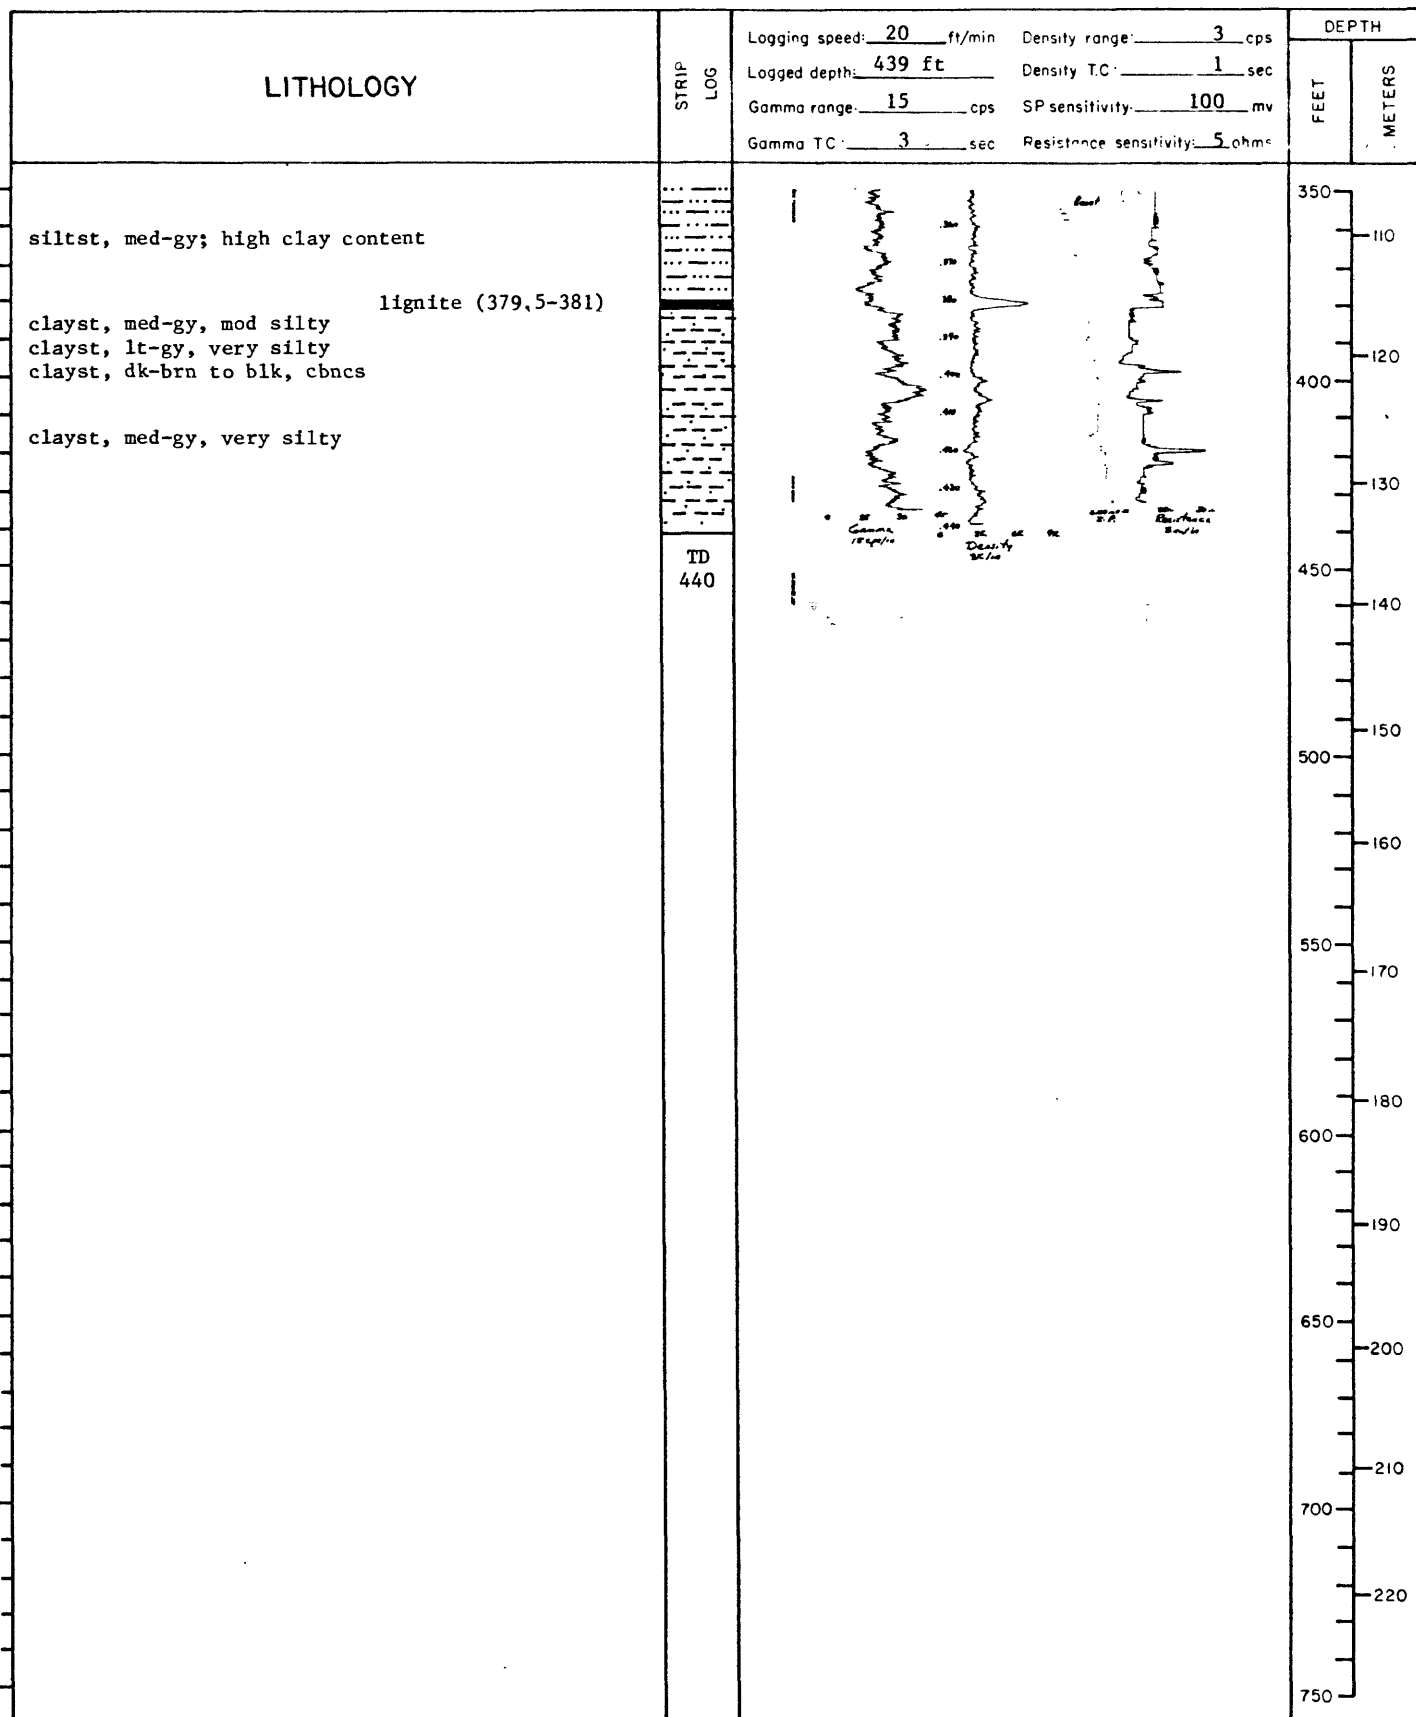 LITHOLOGY
STRIP LOG
Logging speed: 20 ft/min
Logged depth: 439 ft
Gamma range: 15 cps
Gamma TC: 3 sec
Density range: 3 cps
Density T.C.: 1 sec
SP sensitivity: 100 mv
Resistance sensitivity: 5 ohms
DEPTH
FEET
METERS
siltst, med-gy; high clay content
lignite (379.5-381)
clayst, med-gy, mod silty
clayst, lt-gy, very silty
clayst, dk-brn to blk, cbncs
clayst, med-gy, very silty
TD
440
Gamma
Density
S.P.
Resistance
350
400
450
500
550
600
650
700
750
110
120
130
140
150
160
170
180
190
200
210
220